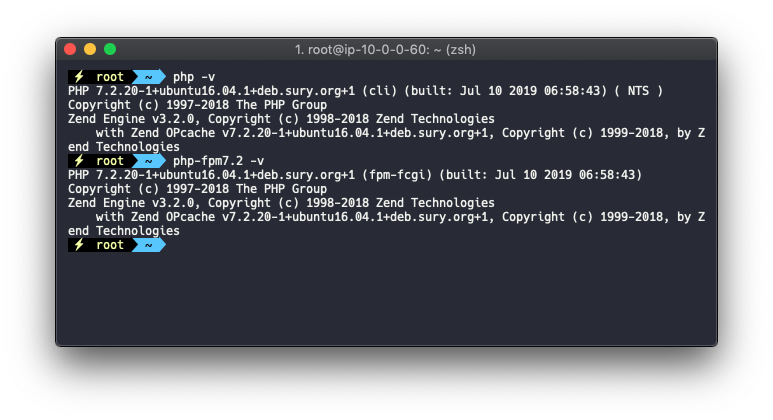 1. root@ip-10-0-0-60: ~ (zsh)
⚡ root ~ php -v
PHP 7.2.20-1+ubuntu16.04.1+deb.sury.org+1 (cli) (built: Jul 10 2019 06:58:43) ( NTS )
Copyright (c) 1997-2018 The PHP Group
Zend Engine v3.2.0, Copyright (c) 1998-2018 Zend Technologies
    with Zend OPcache v7.2.20-1+ubuntu16.04.1+deb.sury.org+1, Copyright (c) 1999-2018, by Z
end Technologies
⚡ root ~ php-fpm7.2 -v
PHP 7.2.20-1+ubuntu16.04.1+deb.sury.org+1 (fpm-fcgi) (built: Jul 10 2019 06:58:43)
Copyright (c) 1997-2018 The PHP Group
Zend Engine v3.2.0, Copyright (c) 1998-2018 Zend Technologies
    with Zend OPcache v7.2.20-1+ubuntu16.04.1+deb.sury.org+1, Copyright (c) 1999-2018, by Z
end Technologies
⚡ root ~